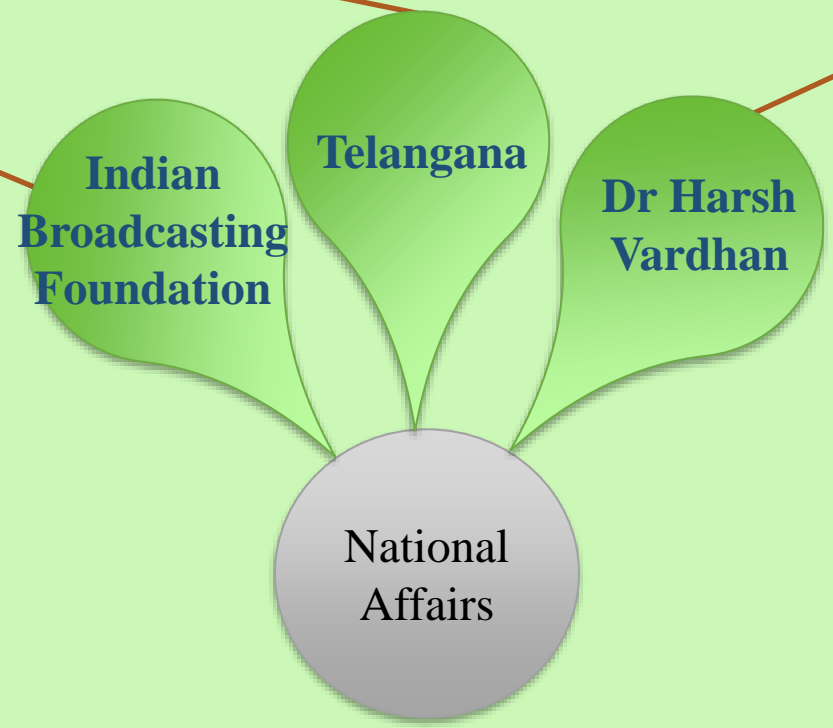 Indian
Broadcasting
Foundation
Telangana
Dr Harsh
Vardhan
National
Affairs